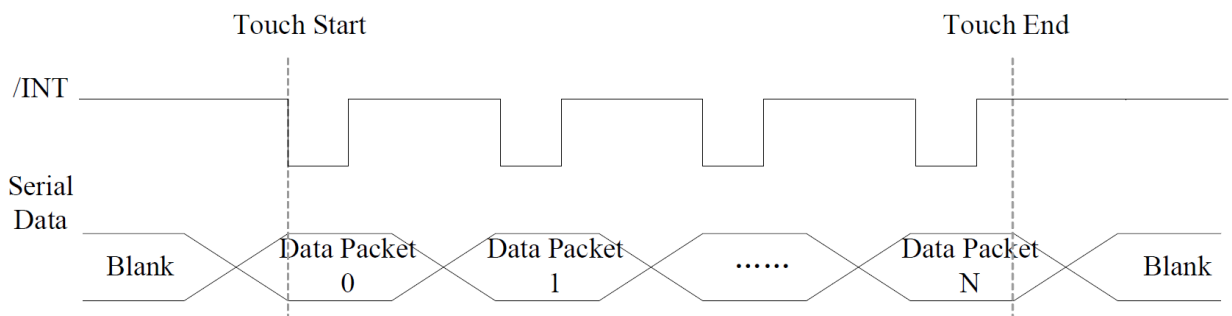 Touch Start
Touch End
/INT
Serial
Data
Blank
Data Packet
0
Data Packet
1
......
Data Packet
N
Blank